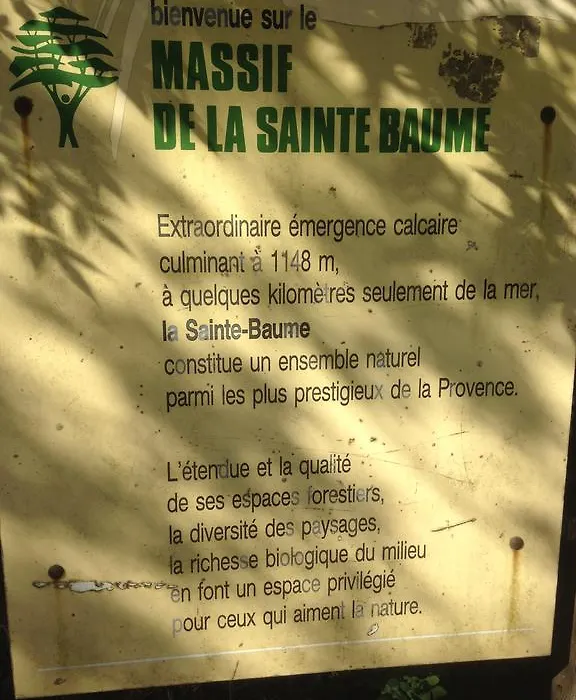 bienvenue sur le
MASSIF
DE LA SAINTE BAUME
Extraordinaire émergence calcaire
culminant à 1148 m,
à quelques kilomètres seulement de la mer,
la Sainte-Baume
constitue un ensemble naturel
parmi les plus prestigieux de la Provence.
L'étendue et la qualité
de ses espaces forestiers,
la diversité des paysages,
la richesse biologique du milieu
en font un espace privilégié
pour ceux qui aiment la nature.